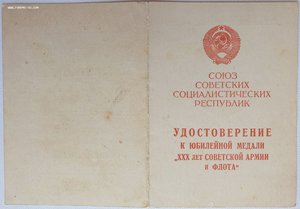 СОЮЗ
СОВЕТСКИХ
СОЦИАЛИСТИЧЕСКИХ
РЕСПУБЛИК
УДОСТОВЕРЕНИЕ
К ЮБИЛЕЙНОЙ МЕДАЛИ
„XXX ЛЕТ СОВЕТСКОЙ АРМИИ
И ФЛОТА“